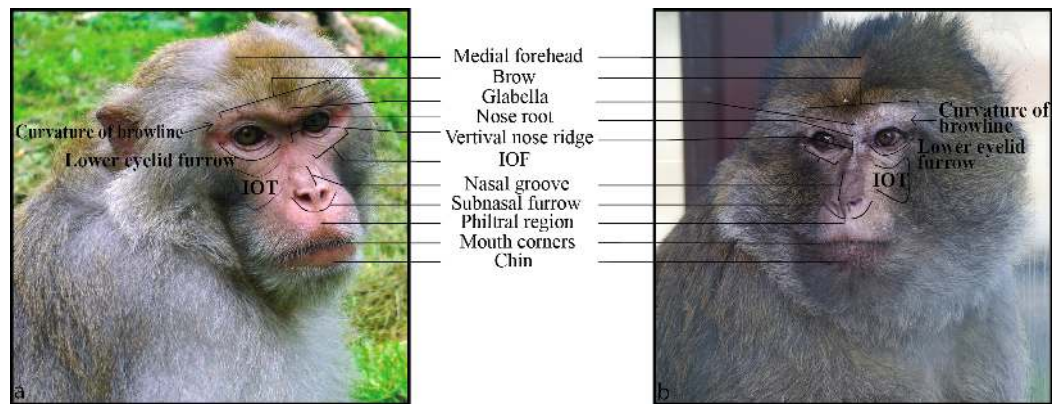 Medial forehead
Brow
Glabella
Nose root
Vertival nose ridge
IOF
Nasal groove
Subnasal furrow
Philtral region
Mouth corners
Chin
Curvature of browline
Lower eyelid furrow
IOT
a
Curvature of
browline
Lower eyelid
furrow
IOT
b